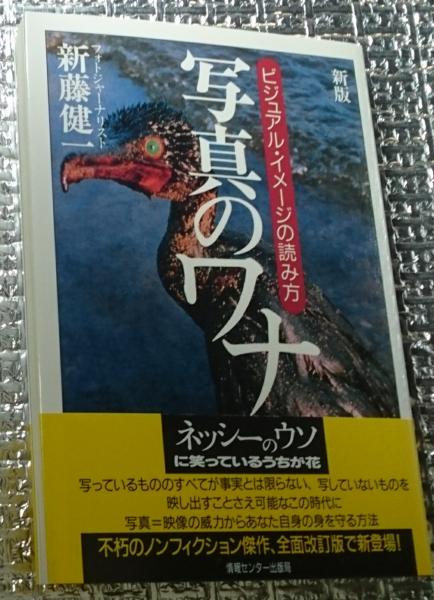 新版
ビジュアル・イメージの読み方
写真のワナ
フォトジャーナリスト
新藤健一
ネッシーのウソ
に笑っているうちが花
写っているもののすべてが事実とは限らない、写していないものを
映し出すことさえ可能なこの時代に
写真=映像の威力からあなた自身の身を守る方法
不朽のノンフィクション傑作、全面改訂版で新登場!
情報センター出版局